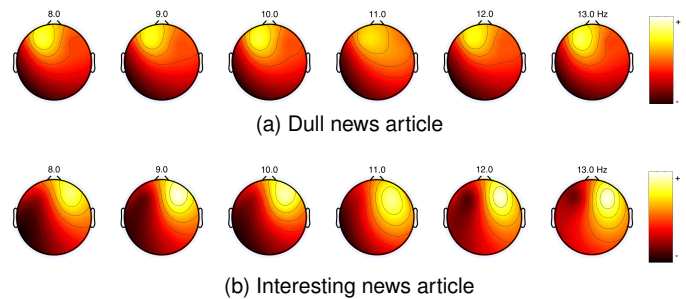 8.0 9.0 10.0 11.0 12.0 13.0 Hz
+
-
(a) Dull news article
8.0 9.0 10.0 11.0 12.0 13.0 Hz
+
-
(b) Interesting news article